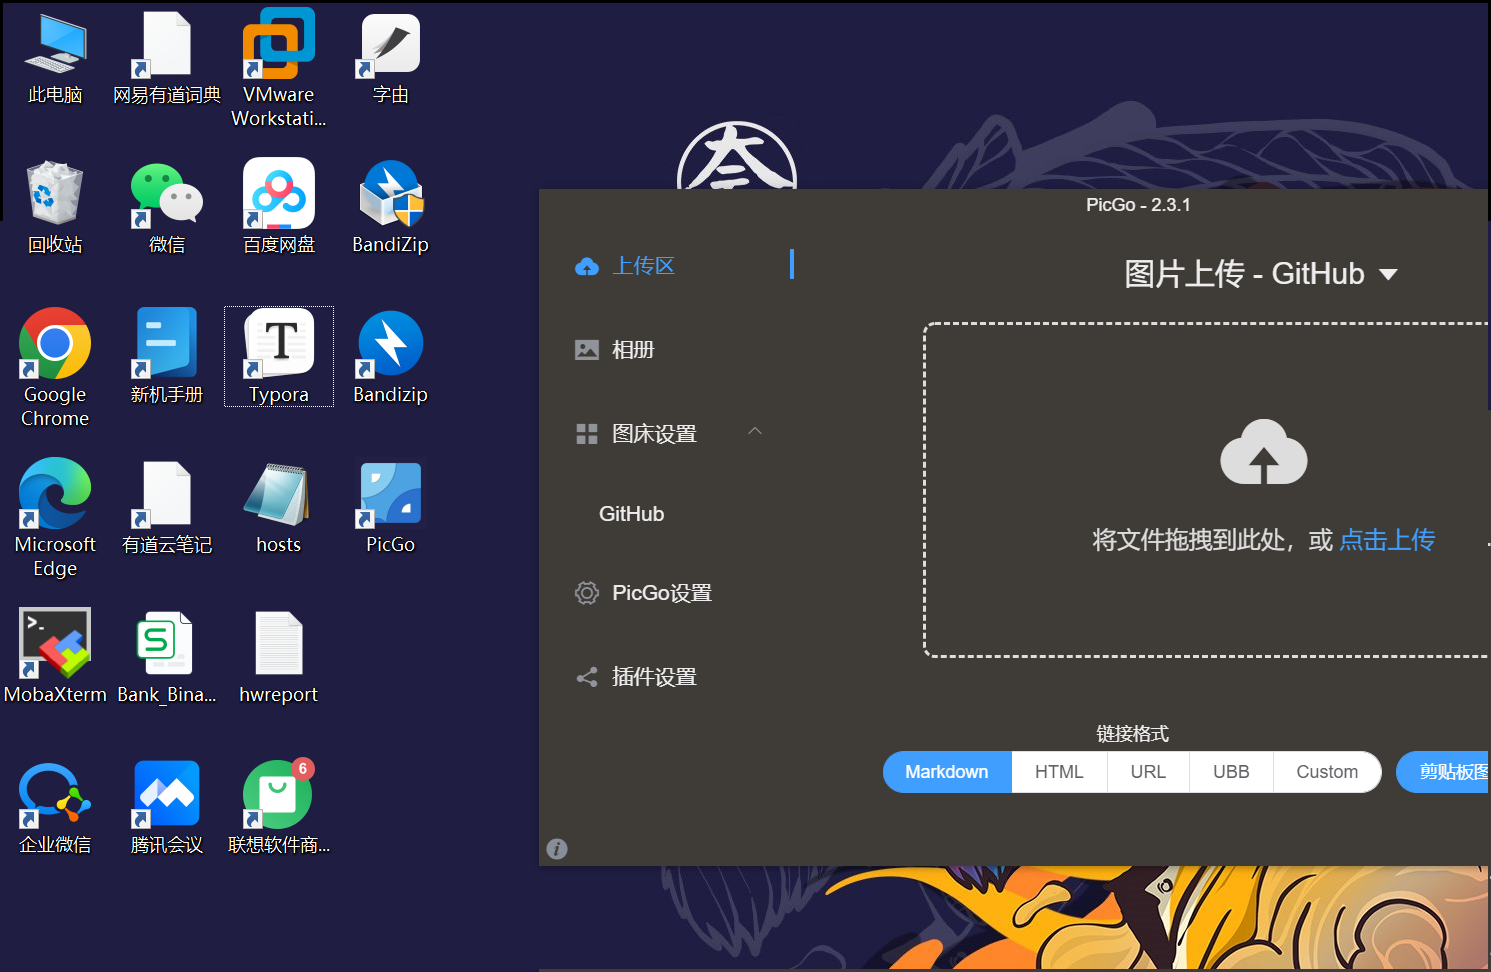 此电脑
网易有道词典
VMware
Workstati...
字由
回收站
微信
百度网盘
BandiZip
Google
Chrome
新机手册
T
Typora
Bandizip
Microsoft
Edge
有道云笔记
hosts
PicGo
MobaXterm
S
Bank_Bina...
hwreport
企业微信
腾讯会议
6
联想软件商...
叁
PicGo - 2.3.1
上传区
相册
图床设置
GitHub
PicGo设置
插件设置
图片上传 - GitHub
将文件拖拽到此处，或 点击上传
链接格式
Markdown
HTML
URL
UBB
Custom
剪贴板图